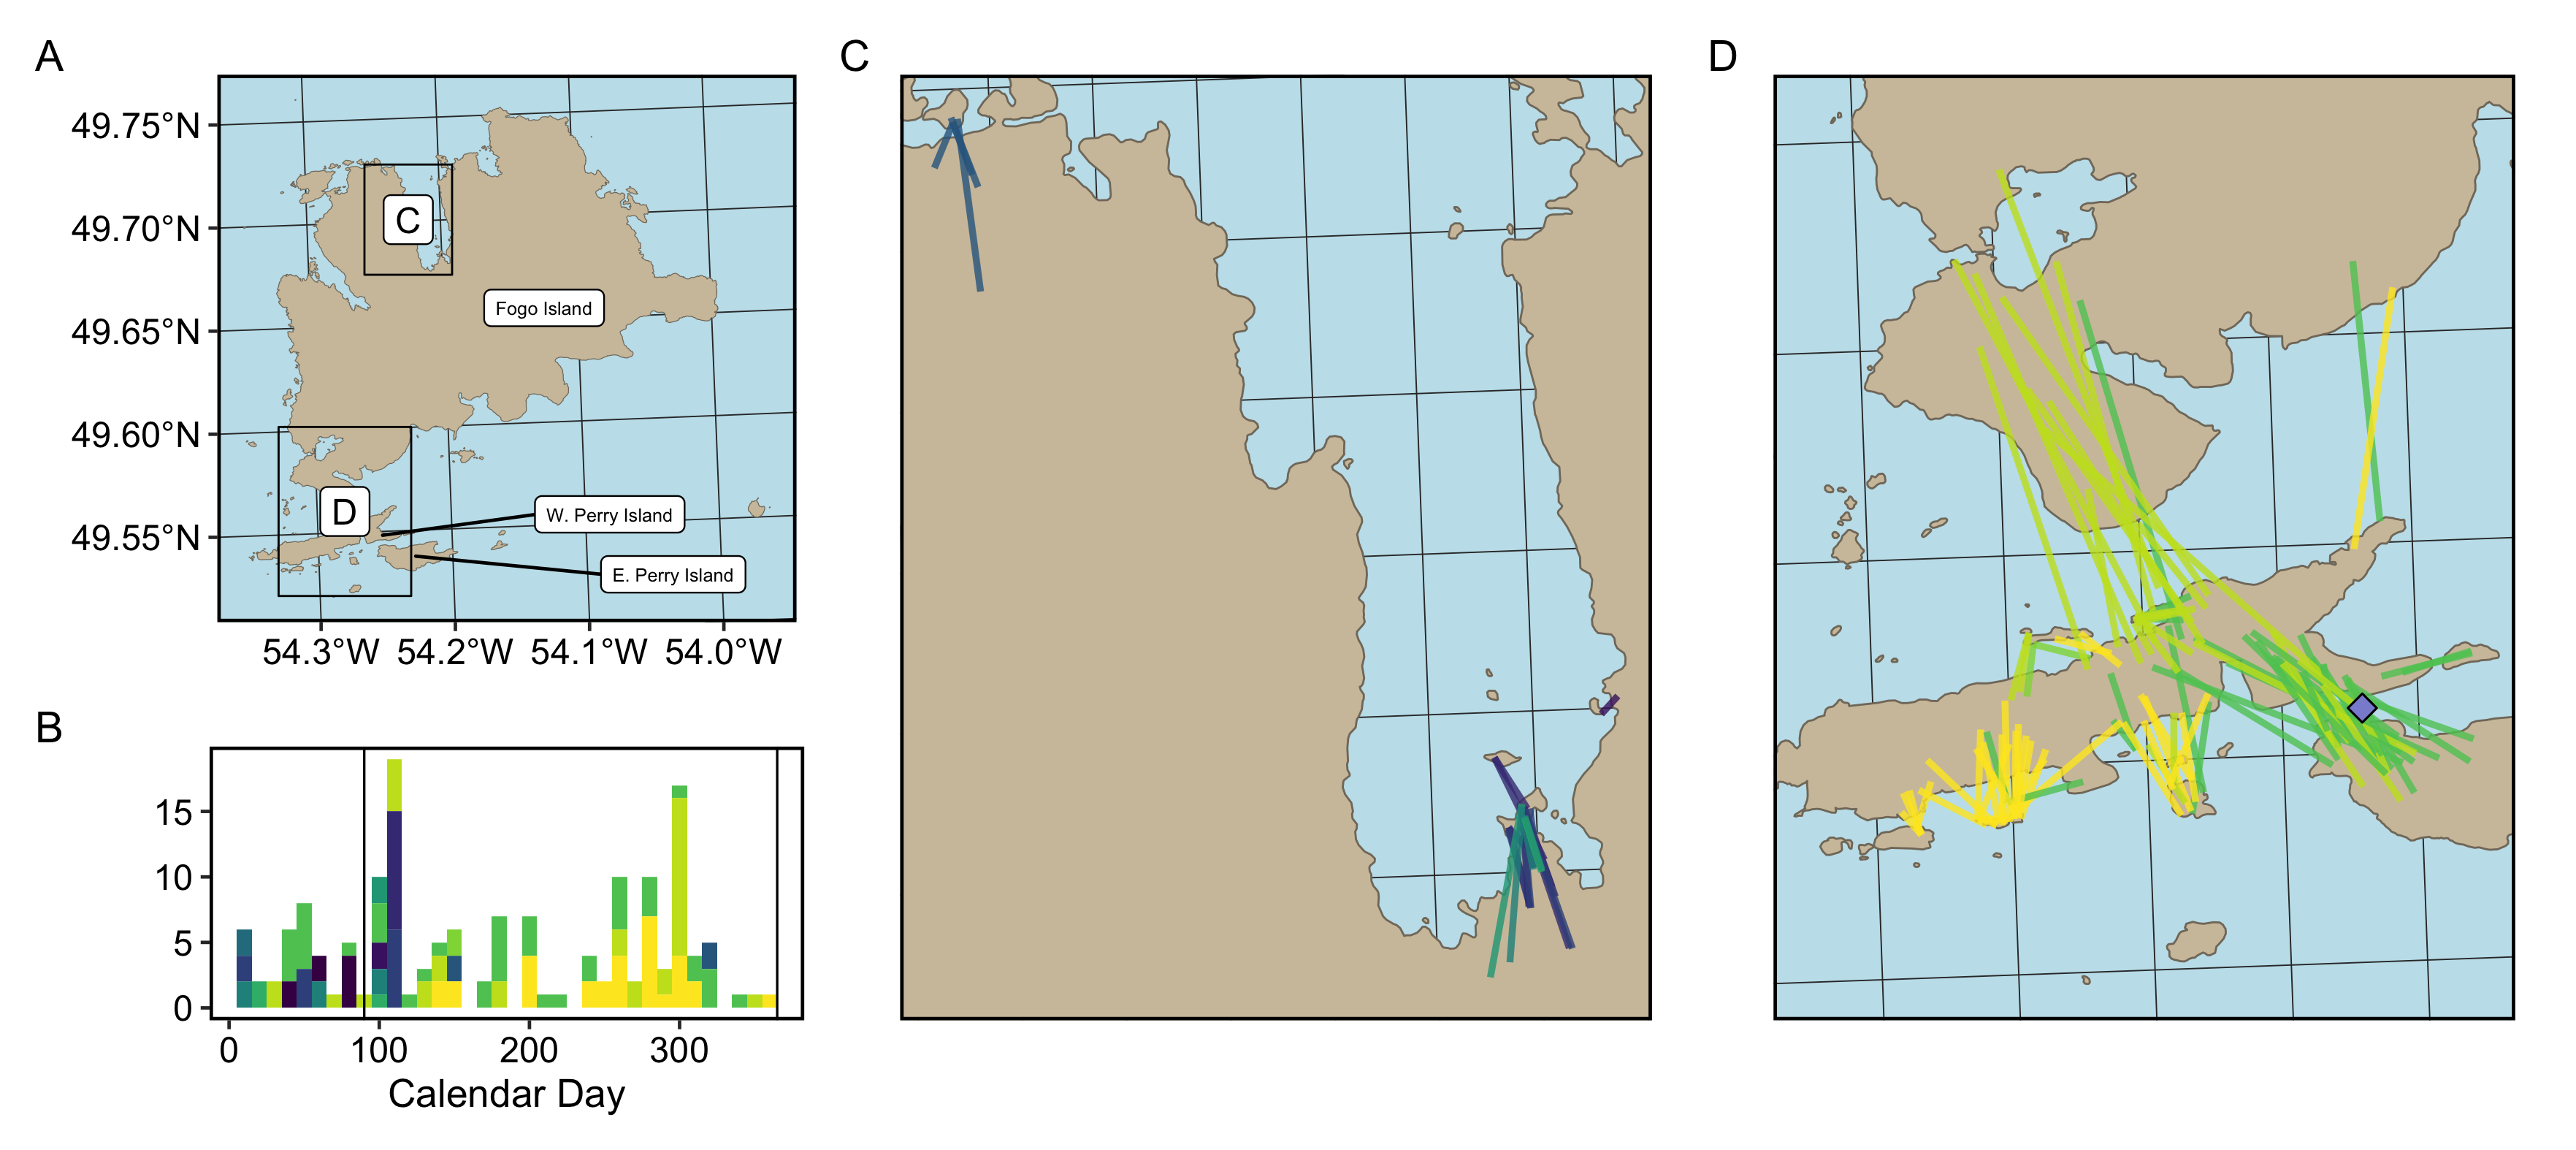 A
49.75°N
49.70°N
49.65°N
49.60°N
49.55°N
C
Fogo Island
D
W. Perry Island
E. Perry Island
54.3°W 54.2°W 54.1°W 54.0°W
B
15
10
5
0
0 100 200 300
Calendar Day
C
D